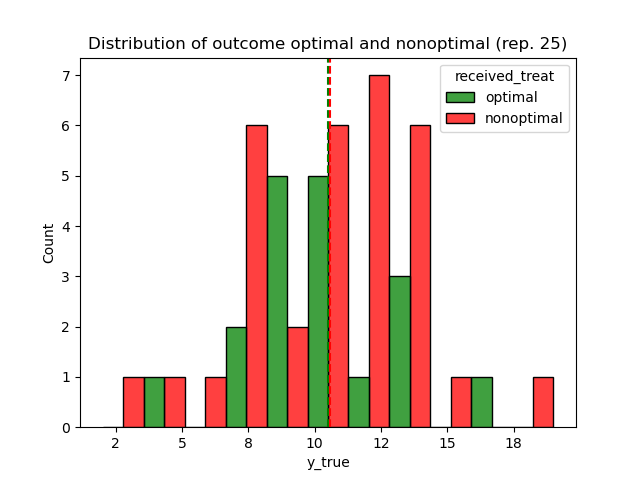 Distribution of outcome optimal and nonoptimal (rep. 25)
received_treat
optimal
nonoptimal
7
6
5
4
3
2
1
0
Count
2
5
8
10
12
15
18
y_true